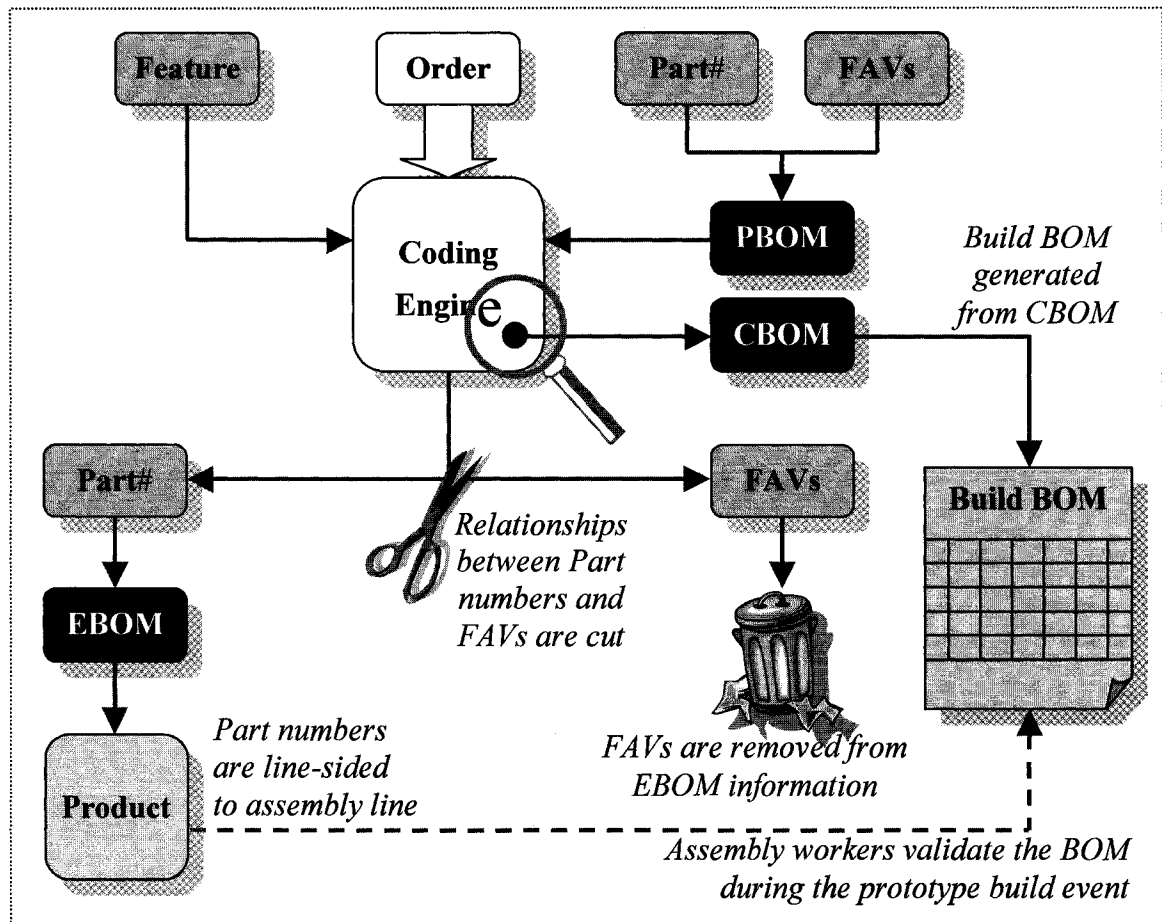 Feature
Order
Part#
FAVs
PBOM
Coding
Engine
CBOM
Build BOM
generated
from CBOM
Part#
FAVs
Build BOM
Relationships
between Part
numbers and
FAVs are cut
EBOM
Part numbers
are line-sided
to assembly line
Product
FAVs are removed from
EBOM information
Assembly workers validate the BOM
during the prototype build event